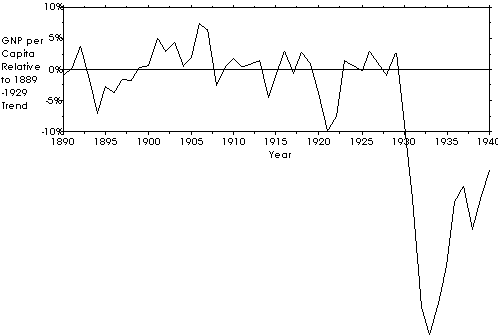 10%
GNP per
Capita
Relative
to 1889
-1929
Trend
5%
0%
-5%
-10%
1890 1895 1900 1905 1910 1915 1920 1925 1930 1935 1940
Year